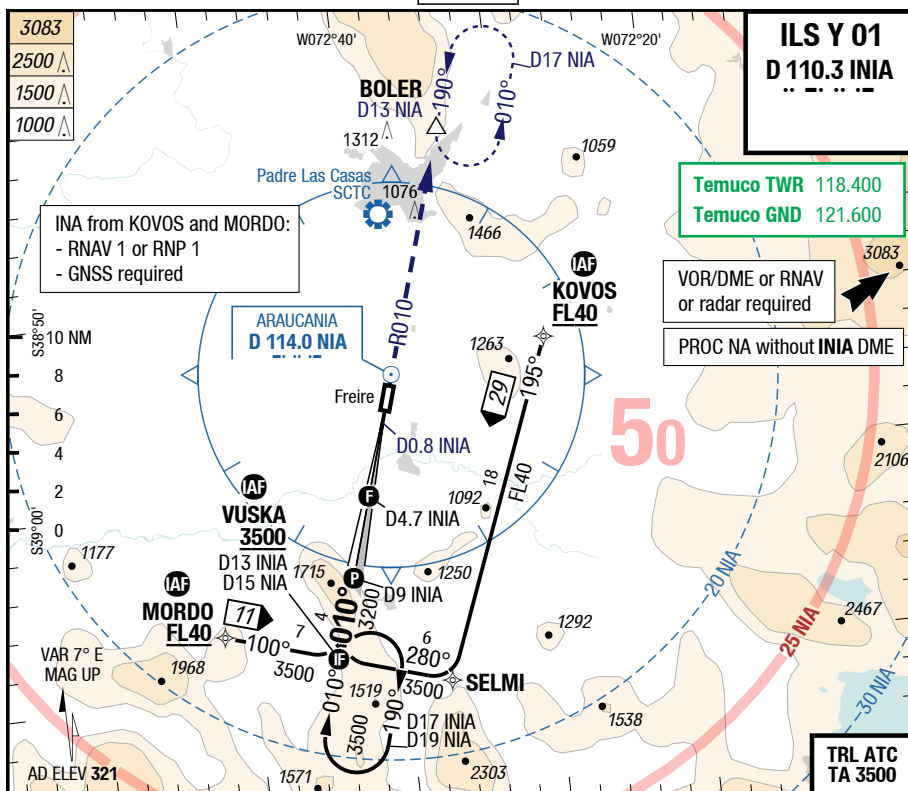 3083
2500
1500
1000
W072°40'
W072°20'
ILS Y 01
D 110.3 INIA
D17 NIA
190°
010°
BOLER
D13 NIA
1312
1059
Padre Las Casas
SCTC
1076
Temuco TWR 118.400
Temuco GND 121.600
INA from KOVOS and MORDO:
- RNAV 1 or RNP 1
- GNSS required
1466
IAF
KOVOS
FL40
3083
VOR/DME or RNAV
or radar required
PROC NA without INIA DME
R010
S38°50'
10 NM
8
6
4
2
0
S39°00'
ARAUCANIA
D 114.0 NIA
Freire
1263
195°
29
50
D0.8 INIA
2106
18
FL40
1092
IAF
VUSKA
3500
F
D4.7 INIA
D13 INIA
D15 NIA
1177
1715
P
D9 INIA
1250
20 NIA
IAF
MORDO
FL40
11
100°
3500
7
4
010°
3200
IF
6
280°
3500
SELMI
1292
2467
25 NIA
30 NIA
VAR 7° E
MAG UP
1968
010°
1519
3500
190°
D17 INIA
D19 NIA
1538
AD ELEV 321
1571
2303
TRL ATC
TA 3500